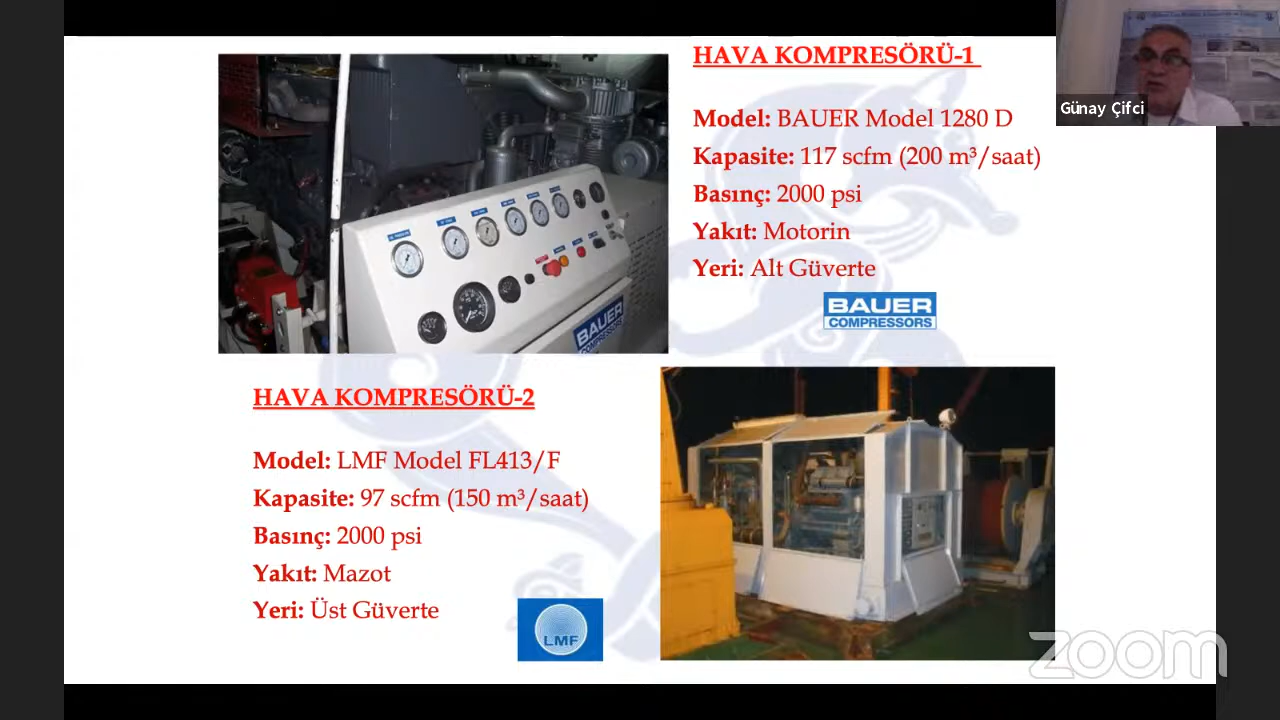 HAVA KOMPRESÖRÜ-1
Model: BAUER Model 1280 D
Kapasite: 117 scfm (200 m³/saat)
Basınç: 2000 psi
Yakıt: Motorin
Yeri: Alt Güverte
BAUER
COMPRESSORS
BAUER
COMPRESSORS
HAVA KOMPRESÖRÜ-2
Model: LMF Model FL413/F
Kapasite: 97 scfm (150 m³/saat)
Basınç: 2000 psi
Yakıt: Mazot
Yeri: Üst Güverte
LMF
Günay Çifci
zoom